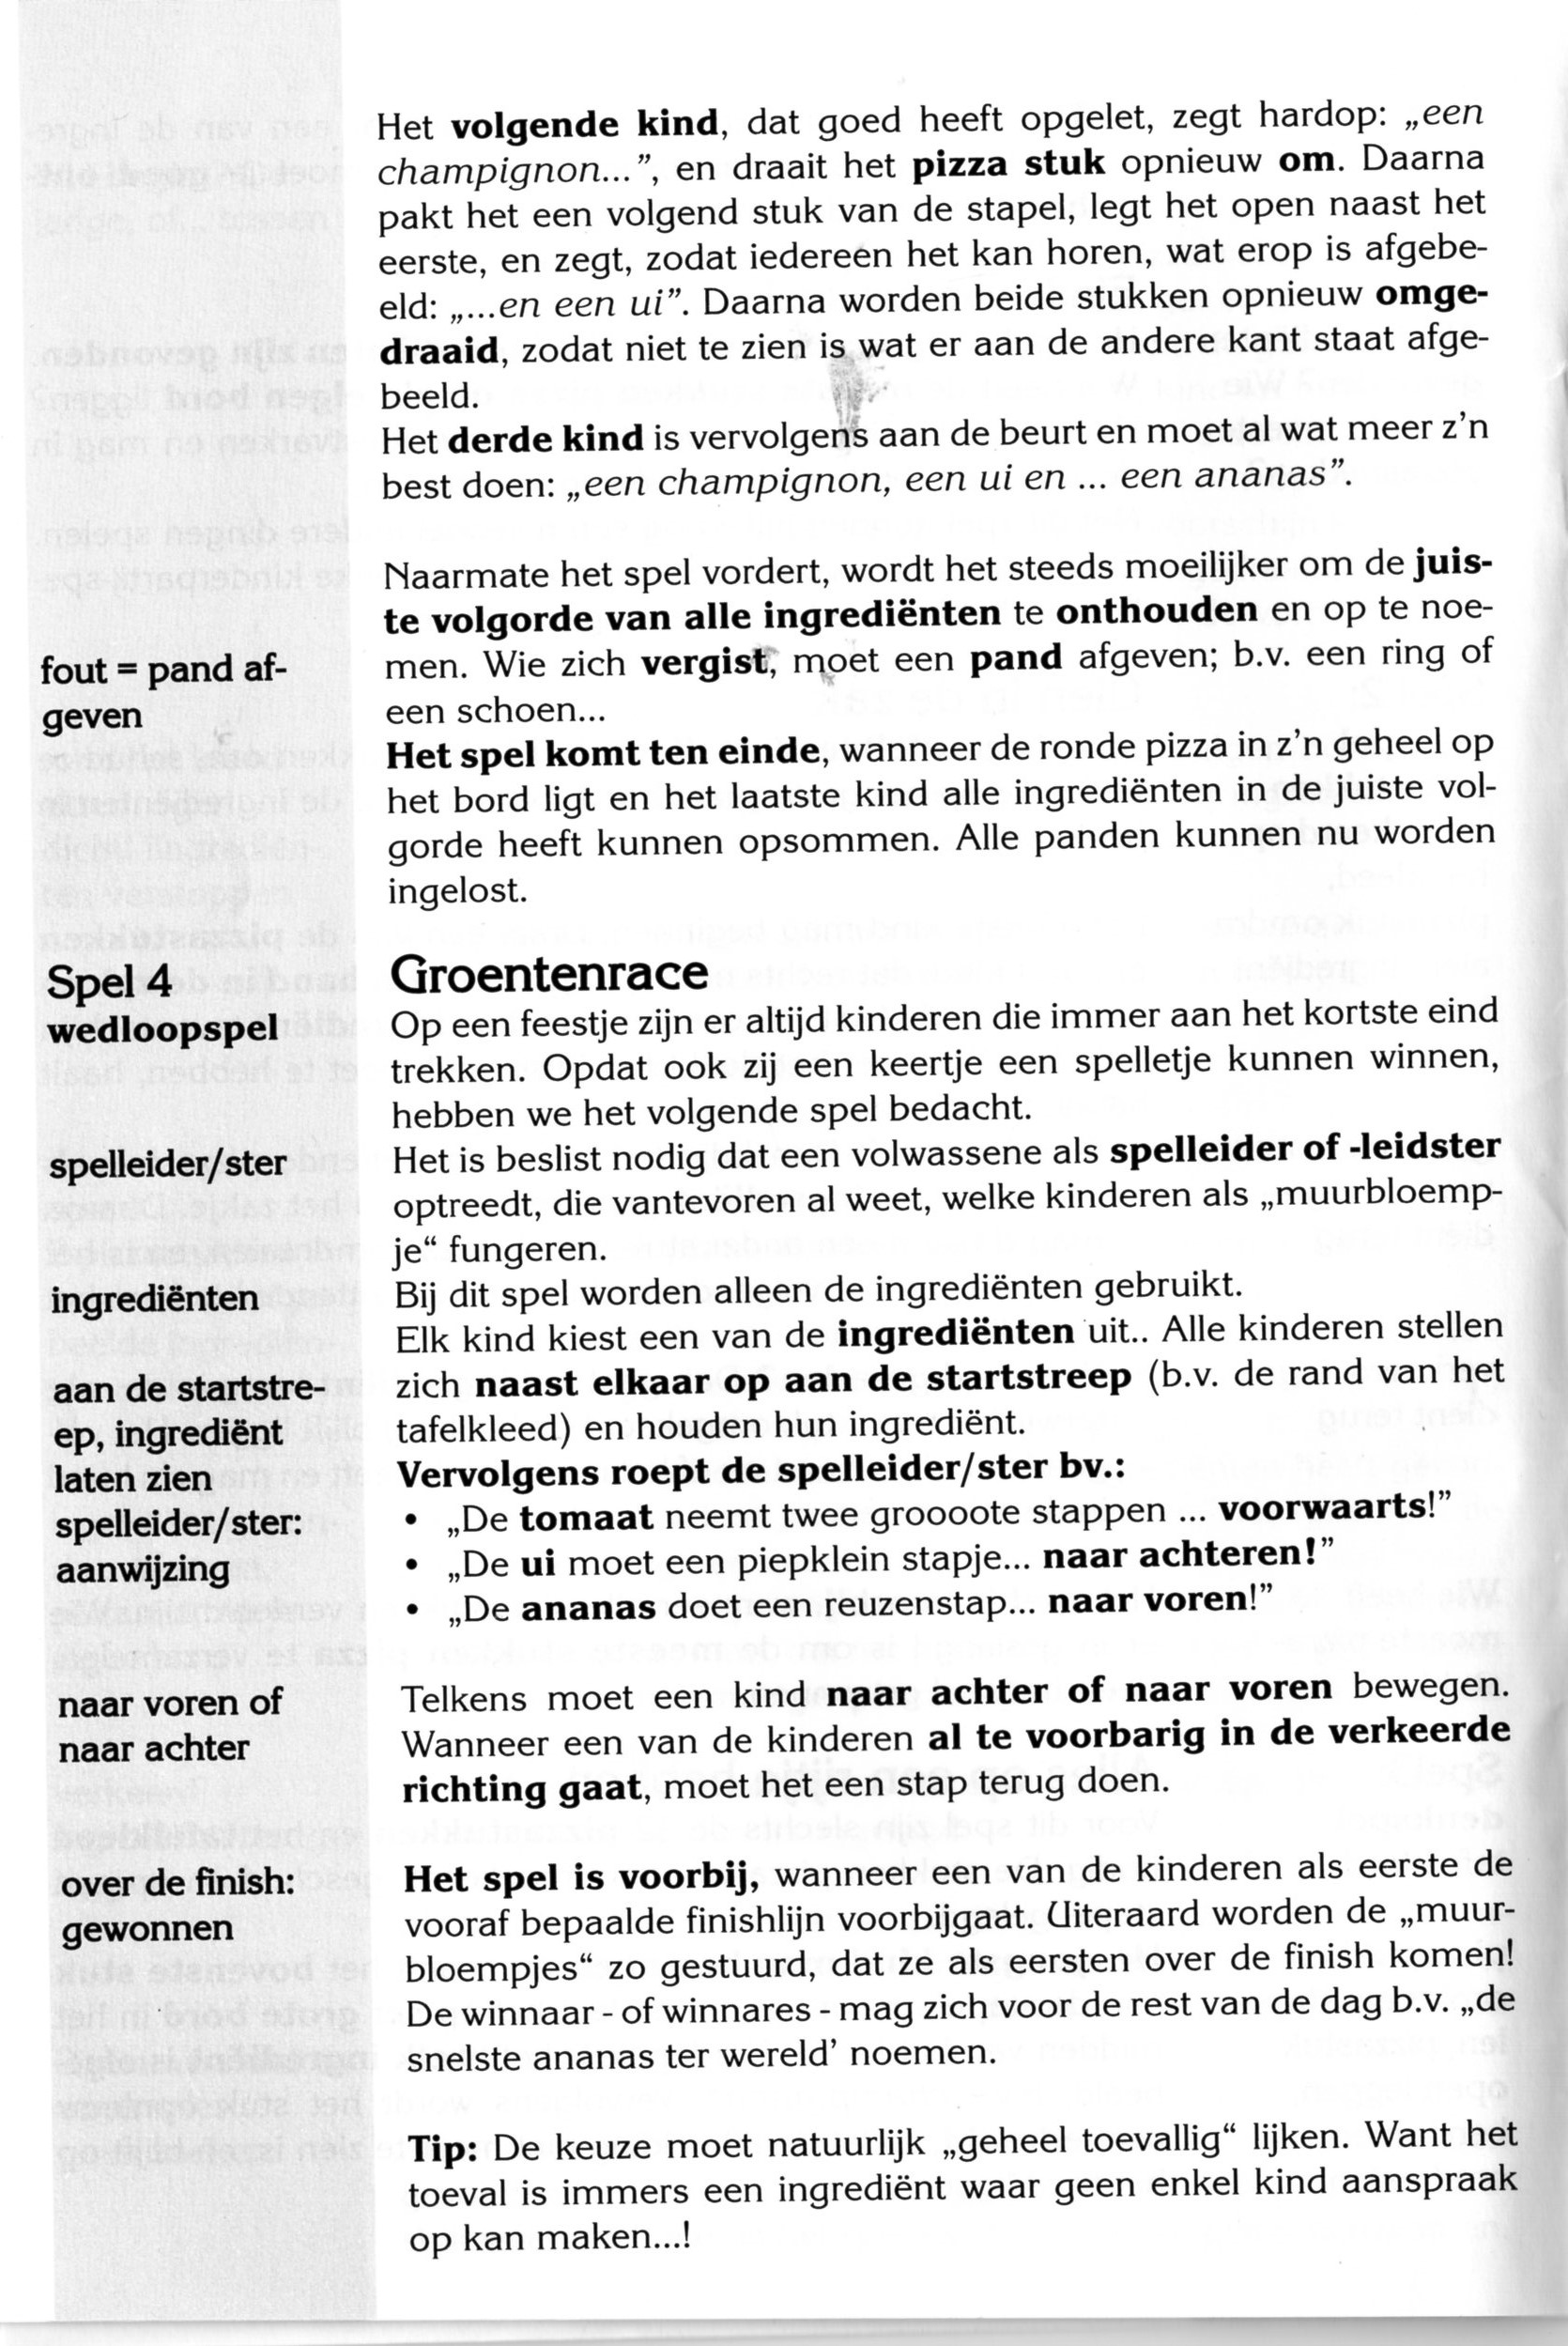 Het volgende kind, dat goed heeft opgelet, zegt hardop: „een
champignon...”, en draait het pizza stuk opnieuw om. Daarna
pakt het een volgend stuk van de stapel, legt het open naast het
eerste, en zegt, zodat iedereen het kan horen, wat erop is afgebe-
eld: „...en een ui”. Daarna worden beide stukken opnieuw omge-
draaid, zodat niet te zien is wat er aan de andere kant staat afge-
beeld.
Het derde kind is vervolgens aan de beurt en moet al wat meer z’n
best doen: „een champignon, een ui en ... een ananas”.
Naarmate het spel vordert, wordt het steeds moeilijker om de juis-
te volgorde van alle ingrediënten te onthouden en op te noe-
fout = pand af-
geven
men. Wie zich vergist, moet een pand afgeven; b.v. een ring of
een schoen...
Het spel komt ten einde, wanneer de ronde pizza in z’n geheel op
het bord ligt en het laatste kind alle ingrediënten in de juiste vol-
gorde heeft kunnen opsommen. Alle panden kunnen nu worden
ingelost.
Spel 4
wedloopspel
Groentenrace
Op een feestje zijn er altijd kinderen die immer aan het kortste eind
trekken. Opdat ook zij een keertje een spelletje kunnen winnen,
hebben we het volgende spel bedacht.
spelleider/ster
Het is beslist nodig dat een volwassene als spelleider of -leidster
optreedt, die vantevoren al weet, welke kinderen als „muurbloemp-
je“ fungeren.
ingrediënten
Bij dit spel worden alleen de ingrediënten gebruikt.
Elk kind kiest een van de ingrediënten uit.. Alle kinderen stellen
aan de startstre-
ep, ingrediënt
laten zien
zich naast elkaar op aan de startstreep (b.v. de rand van het
tafelkleed) en houden hun ingrediënt.
Vervolgens roept de spelleider/ster bv.:
spelleider/ster:
aanwijzing
• „De tomaat neemt twee groooote stappen ... voorwaarts!”
• „De ui moet een piepklein stapje... naar achteren!”
• „De ananas doet een reuzenstap... naar voren!”
naar voren of
naar achter
Telkens moet een kind naar achter of naar voren bewegen.
Wanneer een van de kinderen al te voorbarig in de verkeerde
richting gaat, moet het een stap terug doen.
over de finish:
gewonnen
Het spel is voorbij, wanneer een van de kinderen als eerste de
vooraf bepaalde finishlijn voorbijgaat. Uiteraard worden de „muur-
bloempjes“ zo gestuurd, dat ze als eersten over de finish komen!
De winnaar - of winnares - mag zich voor de rest van de dag b.v. „de
snelste ananas ter wereld’ noemen.
Tip: De keuze moet natuurlijk „geheel toevallig“ lijken. Want het
toeval is immers een ingrediënt waar geen enkel kind aanspraak
op kan maken...!